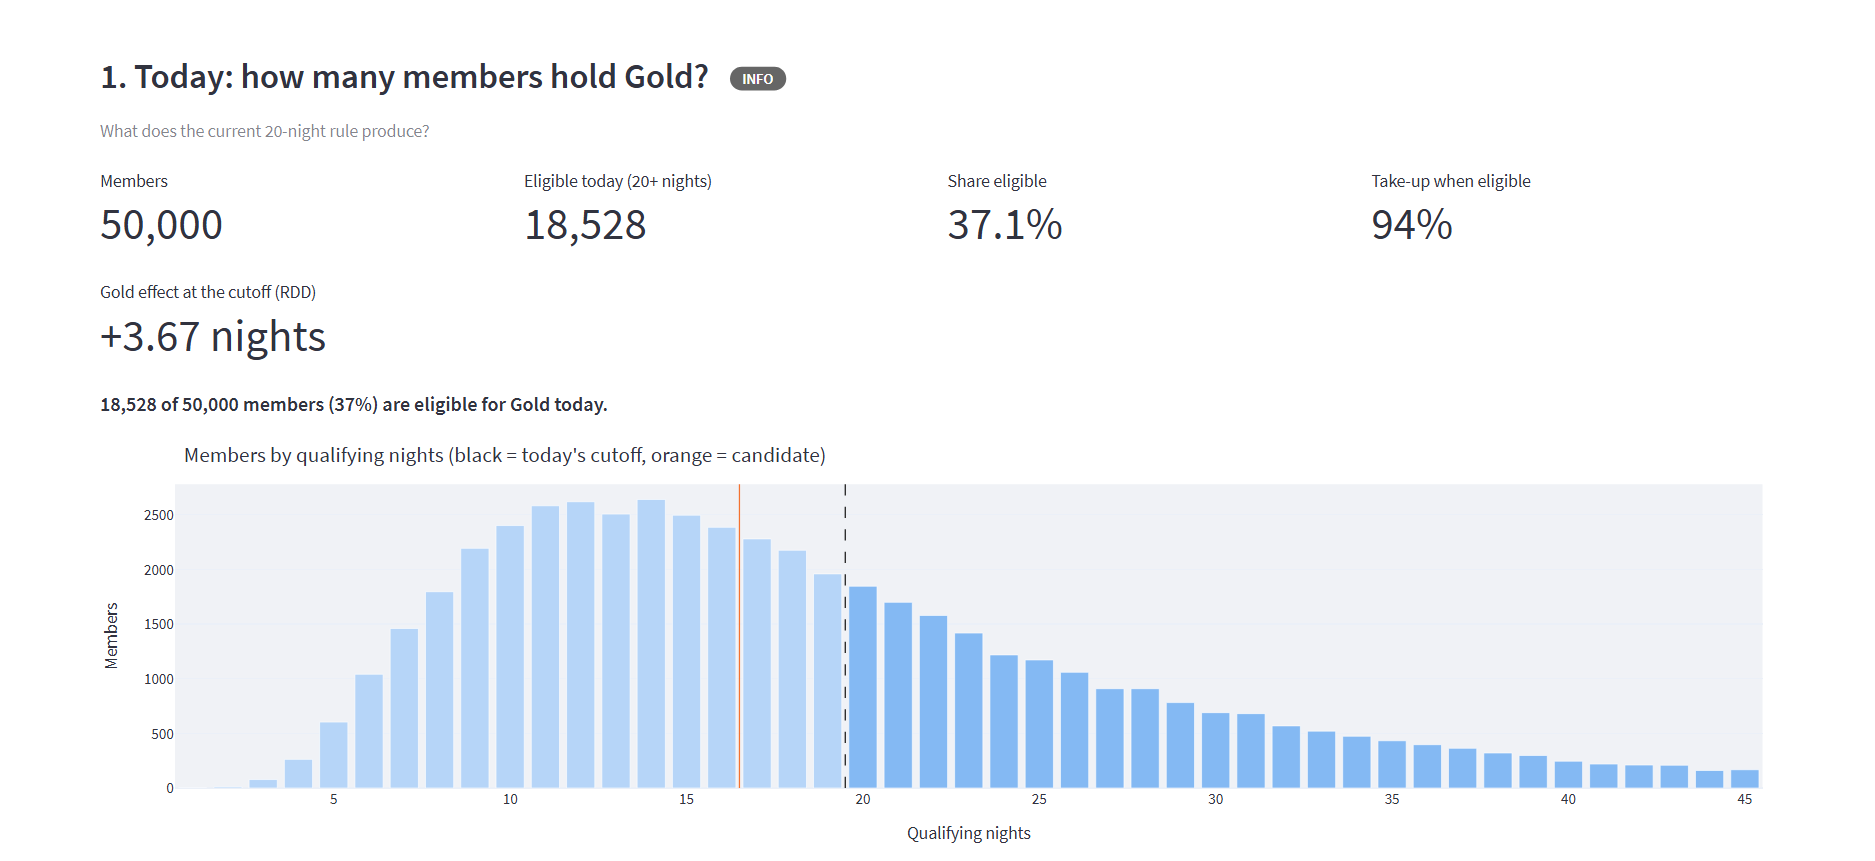 1. Today: how many members hold Gold? INFO
What does the current 20-night rule produce?
Members
50,000
Eligible today (20+ nights)
18,528
Share eligible
37.1%
Take-up when eligible
94%
Gold effect at the cutoff (RDD)
+3.67 nights
18,528 of 50,000 members (37%) are eligible for Gold today.
Members by qualifying nights (black = today's cutoff, orange = candidate)
Members
2500
2000
1500
1000
500
0
5
10
15
20
25
30
35
40
45
Qualifying nights